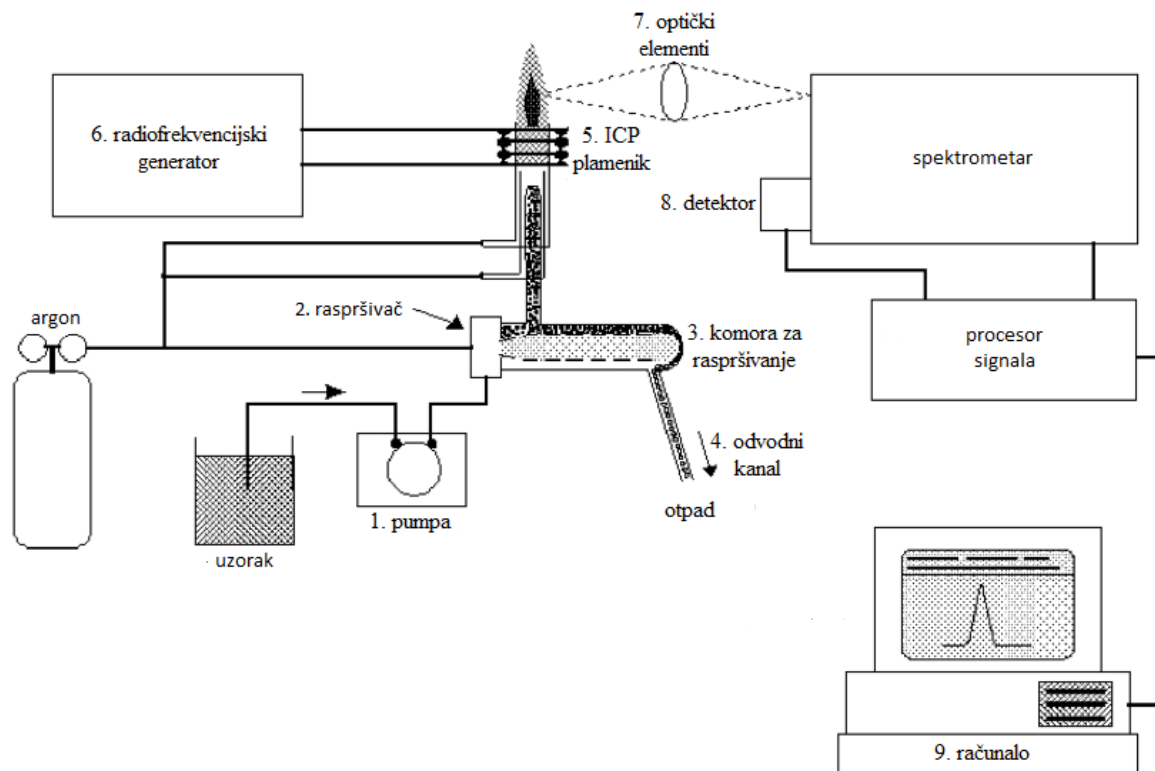 7. optički
elementi
6. radiofrekvencijski
generator
5. ICP
plamenik
spektrometar
8. detektor
2. raspršivač
argon
3. komora za
raspršivanje
procesor
signala
4. odvodni
kanal
1. pumpa
otpad
uzorak
9. računalo